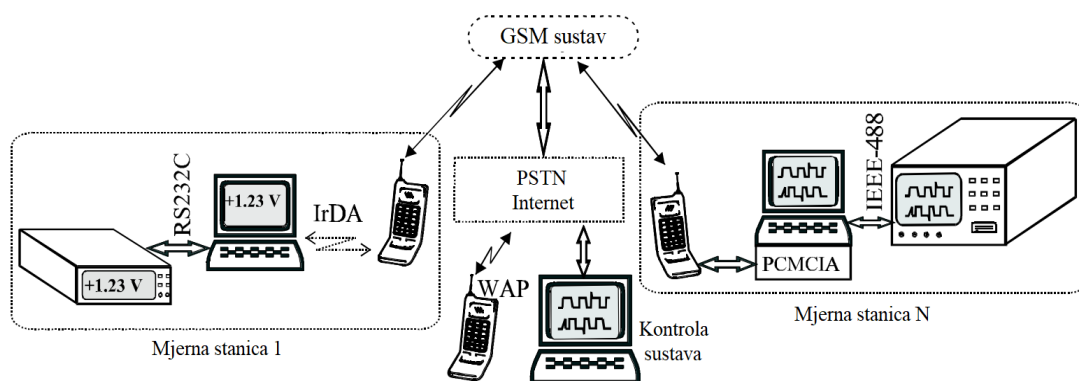 GSM sustav
PSTN
Internet
RS232C
+1.23 V
IrDA
+1.23 V
Mjerna stanica 1
WAP
Kontrola
sustava
IEEE-488
PCMCIA
Mjerna stanica N